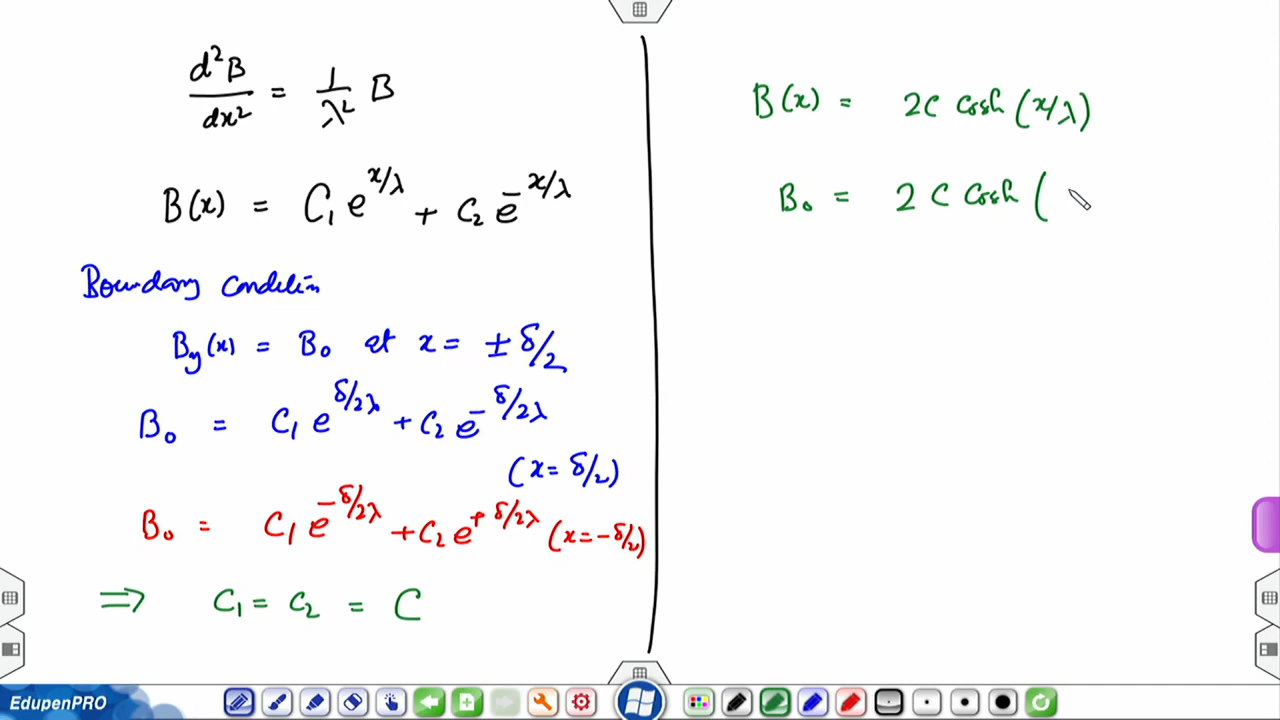 d²B/dx² = 1/λ² B
B(x) = C₁ e^{x/λ} + C₂ e^{-x/λ}
Boundary condition
B_y(x) = B₀ at x = ± δ/2
B₀ = C₁ e^{δ/2λ} + C₂ e^{-δ/2λ}
(x = δ/2)
B₀ = C₁ e^{-δ/2λ} + C₂ e^{+δ/2λ} (x = -δ/2)
⇒ C₁ = C₂ = C
B(x) = 2C Cosh (x/λ)
B₀ = 2 C Cosh (
EdupenPRO